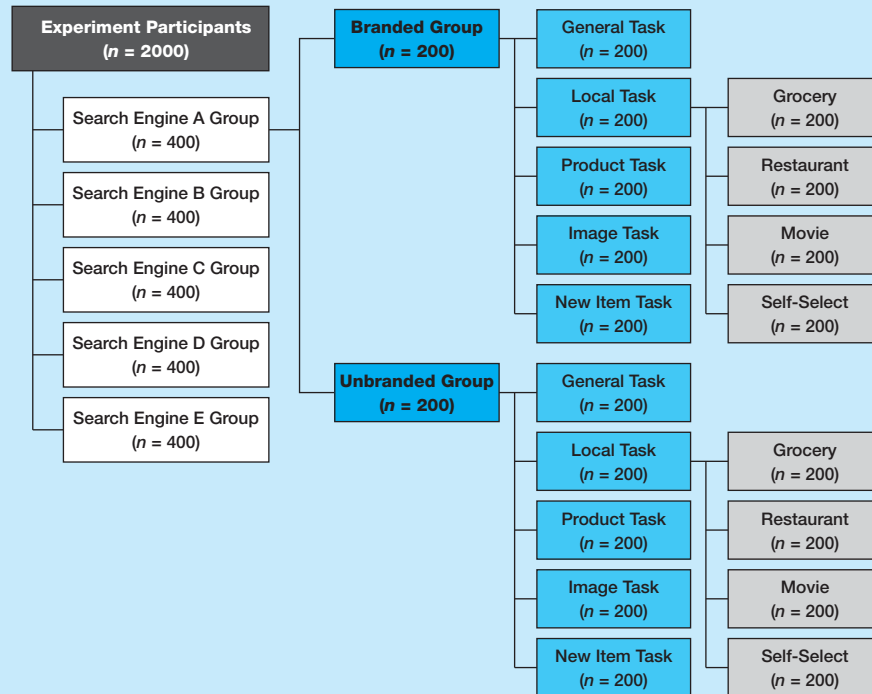 Experiment Participants
(n = 2000)
Search Engine A Group
(n = 400)
Search Engine B Group
(n = 400)
Search Engine C Group
(n = 400)
Search Engine D Group
(n = 400)
Search Engine E Group
(n = 400)
Branded Group
(n = 200)
General Task
(n = 200)
Local Task
(n = 200)
Product Task
(n = 200)
Image Task
(n = 200)
New Item Task
(n = 200)
Grocery
(n = 200)
Restaurant
(n = 200)
Movie
(n = 200)
Self-Select
(n = 200)
Unbranded Group
(n = 200)
General Task
(n = 200)
Local Task
(n = 200)
Product Task
(n = 200)
Image Task
(n = 200)
New Item Task
(n = 200)
Grocery
(n = 200)
Restaurant
(n = 200)
Movie
(n = 200)
Self-Select
(n = 200)